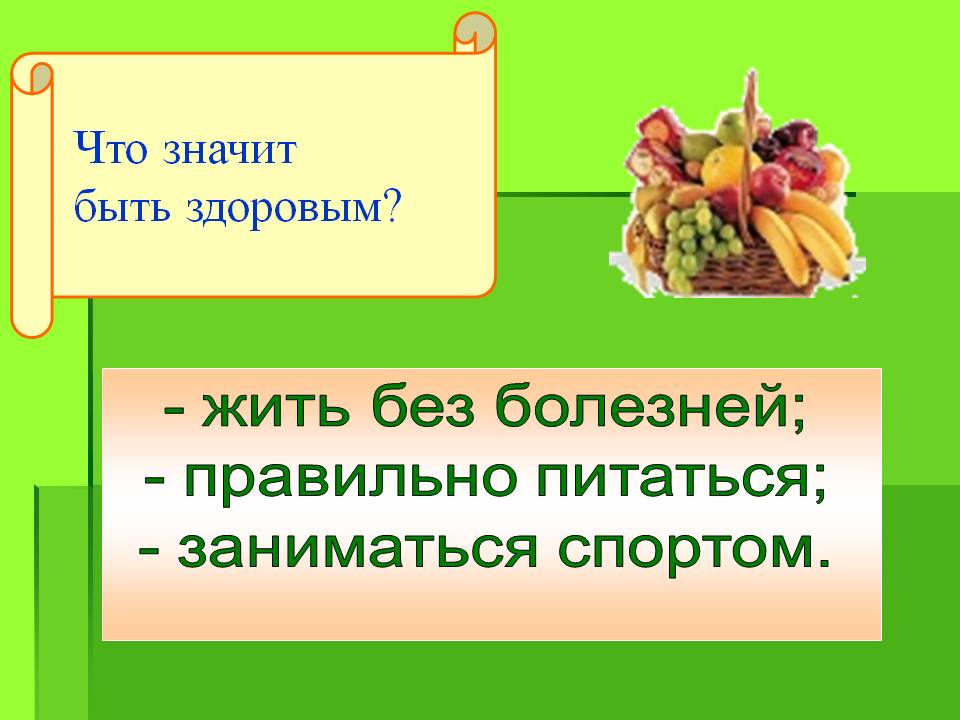 Что значит
быть здоровым?
- жить без болезней;
- правильно питаться;
- заниматься спортом.